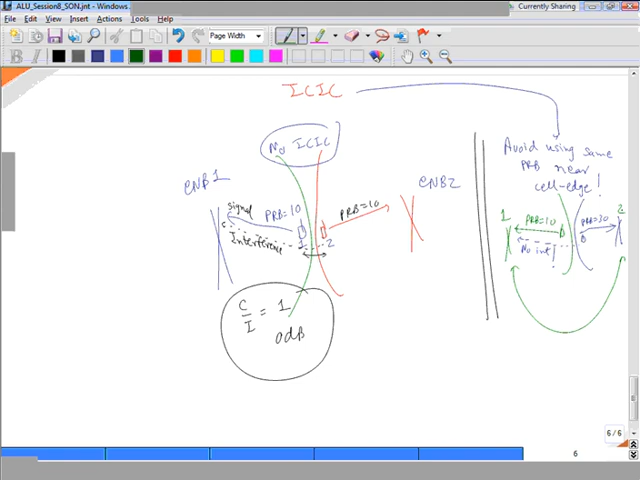 ALU_Session8_SON.jnt - Windows
Currently Sharing
File Edit View Insert Actions Tools Help
Page Width
ICIC
No ICIC
Avoid using same
PRB near
cell-edge!
eNB1
eNB2
signal
PRB=10
PRB=10
Interference
1
2
1
PRB=10
PRB=30
2
No int!
C/I = 1
0dB
6/6
6